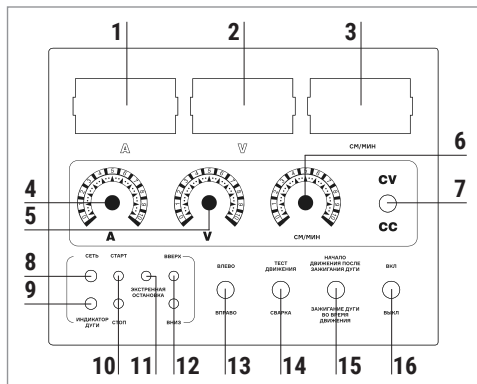 1 2 3
A V СМ/МИН
6
CV
7
CC
4
5
A V СМ/МИН
8
СЕТЬ СТАРТ ВВЕРХ
ВЛЕВО
ТЕСТ
ДВИЖЕНИЯ
НАЧАЛО
ДВИЖЕНИЯ ПОСЛЕ
ЗАЖИГАНИЯ ДУГИ
ВКЛ
9
ЭКСТРЕННАЯ
ОСТАНОВКА
ИНДИКАТОР
ДУГИ
СТОП
ВНИЗ
ВПРАВО
СВАРКА
ЗАЖИГАНИЕ ДУГИ
ВО ВРЕМЯ
ДВИЖЕНИЯ
ВЫКЛ
10 11 12 13 14 15 16